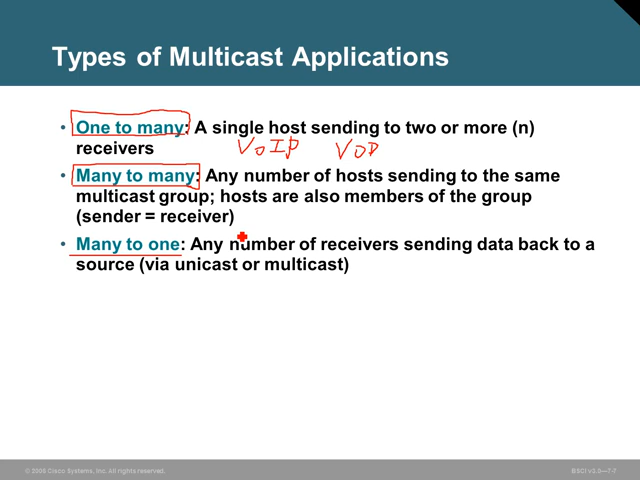 Types of Multicast Applications
• One to many: A single host sending to two or more (n)
receivers
VOIP VOD
• Many to many: Any number of hosts sending to the same
multicast group; hosts are also members of the group
(sender = receiver)
• Many to one: Any number of receivers sending data back to a
source (via unicast or multicast)
© 2006 Cisco Systems, Inc. All rights reserved.
BSCI v3.0—7-7